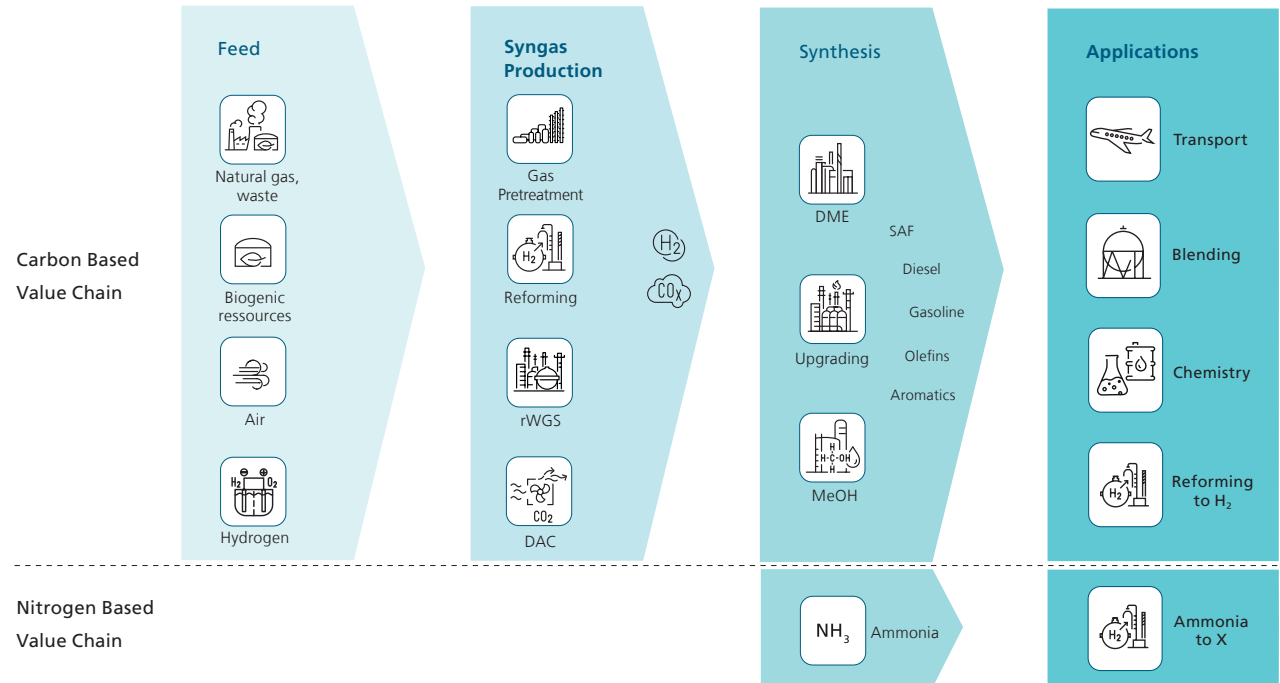 Feed
Natural gas,
waste
Biogenic
ressources
Air
H₂
O₂
Hydrogen
Syngas
Production
Gas
Pretreatment
H₂
Reforming
rWGS
CO₂
DAC
H₂
COx
Synthesis
DME
SAF
Diesel
Gasoline
Upgrading
Olefins
Aromatics
H
H-C-OH
H
MeOH
Applications
Transport
Blending
Chemistry
H₂
Reforming
to H₂
Carbon Based
Value Chain
Nitrogen Based
Value Chain
NH₃
Ammonia
H₂
Ammonia
to X